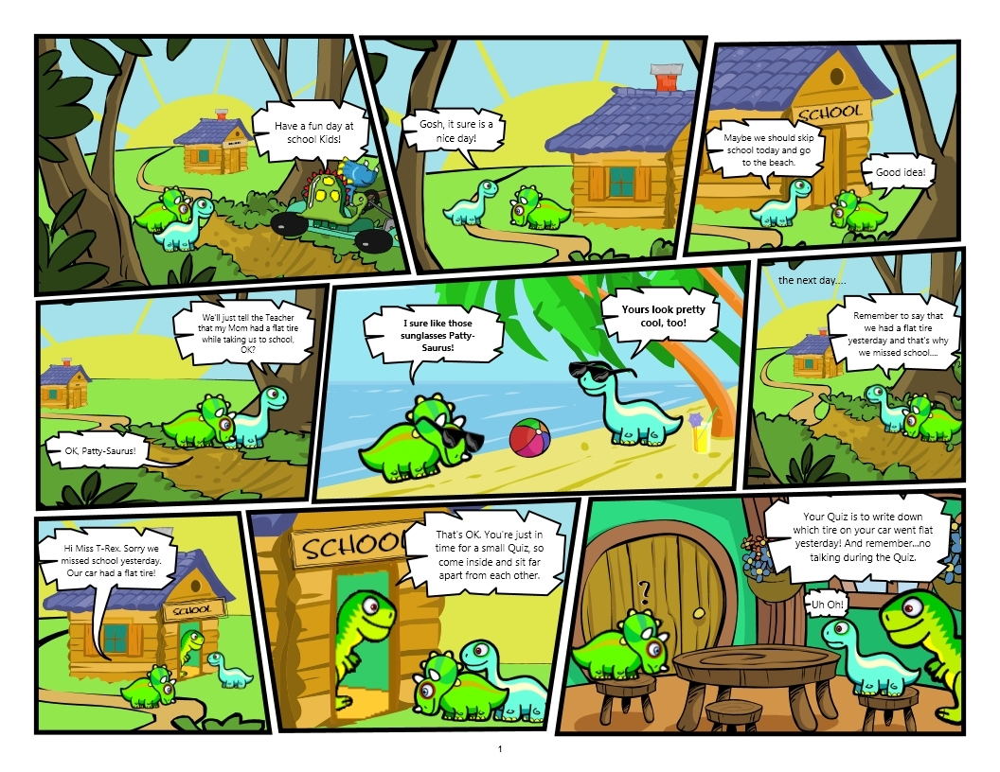 Have a fun day at
school Kids!
Gosh, it sure is a
nice day!
SCHOOL
Maybe we should skip
school today and go
to the beach.
Good idea!
We'll just tell the Teacher
that my Mom had a flat tire
while taking us to school,
OK?
OK, Patty-Saurus!
I sure like those
sunglasses Patty-
Saurus!
Yours look pretty
cool, too!
the next day....
Remember to say that
we had a flat tire
yesterday and that's why
we missed school....
Hi Miss T-Rex. Sorry we
missed school yesterday.
Our car had a flat tire!
SCHOOL
SCHOOL
That's OK. You're just in
time for a small Quiz, so
come inside and sit far
apart from each other.
Your Quiz is to write down
which tire on your car went flat
yesterday! And remember...no
talking during the Quiz.
?
Uh Oh!
1